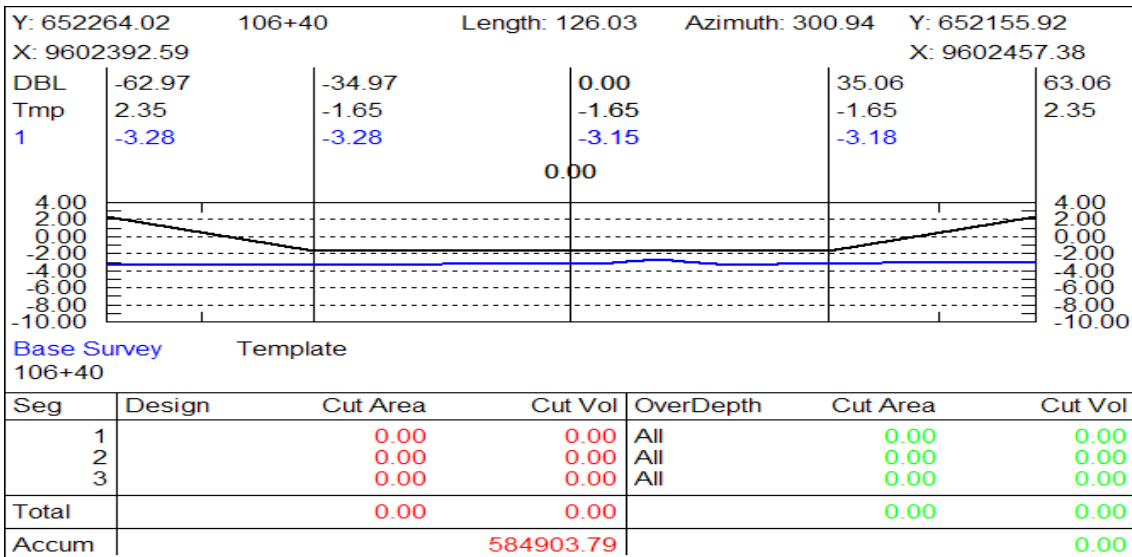 Y: 652264.02 106+40 Length: 126.03 Azimuth: 300.94 Y: 652155.92
X: 9602392.59 X: 9602457.38
DBL -62.97 -34.97 0.00 35.06 63.06
Tmp 2.35 -1.65 -1.65 -1.65 2.35
1 -3.28 -3.28 -3.15 -3.18
0.00
4.00 4.00
2.00 2.00
0.00 0.00
-2.00 -2.00
-4.00 -4.00
-6.00 -6.00
-8.00 -8.00
-10.00 -10.00
Base Survey Template
106+40
Seg Design Cut Area Cut Vol OverDepth Cut Area Cut Vol
1 0.00 0.00 All 0.00 0.00
2 0.00 0.00 All 0.00 0.00
3 0.00 0.00 All 0.00 0.00
Total 0.00 0.00 0.00 0.00
Accum 584903.79 0.00